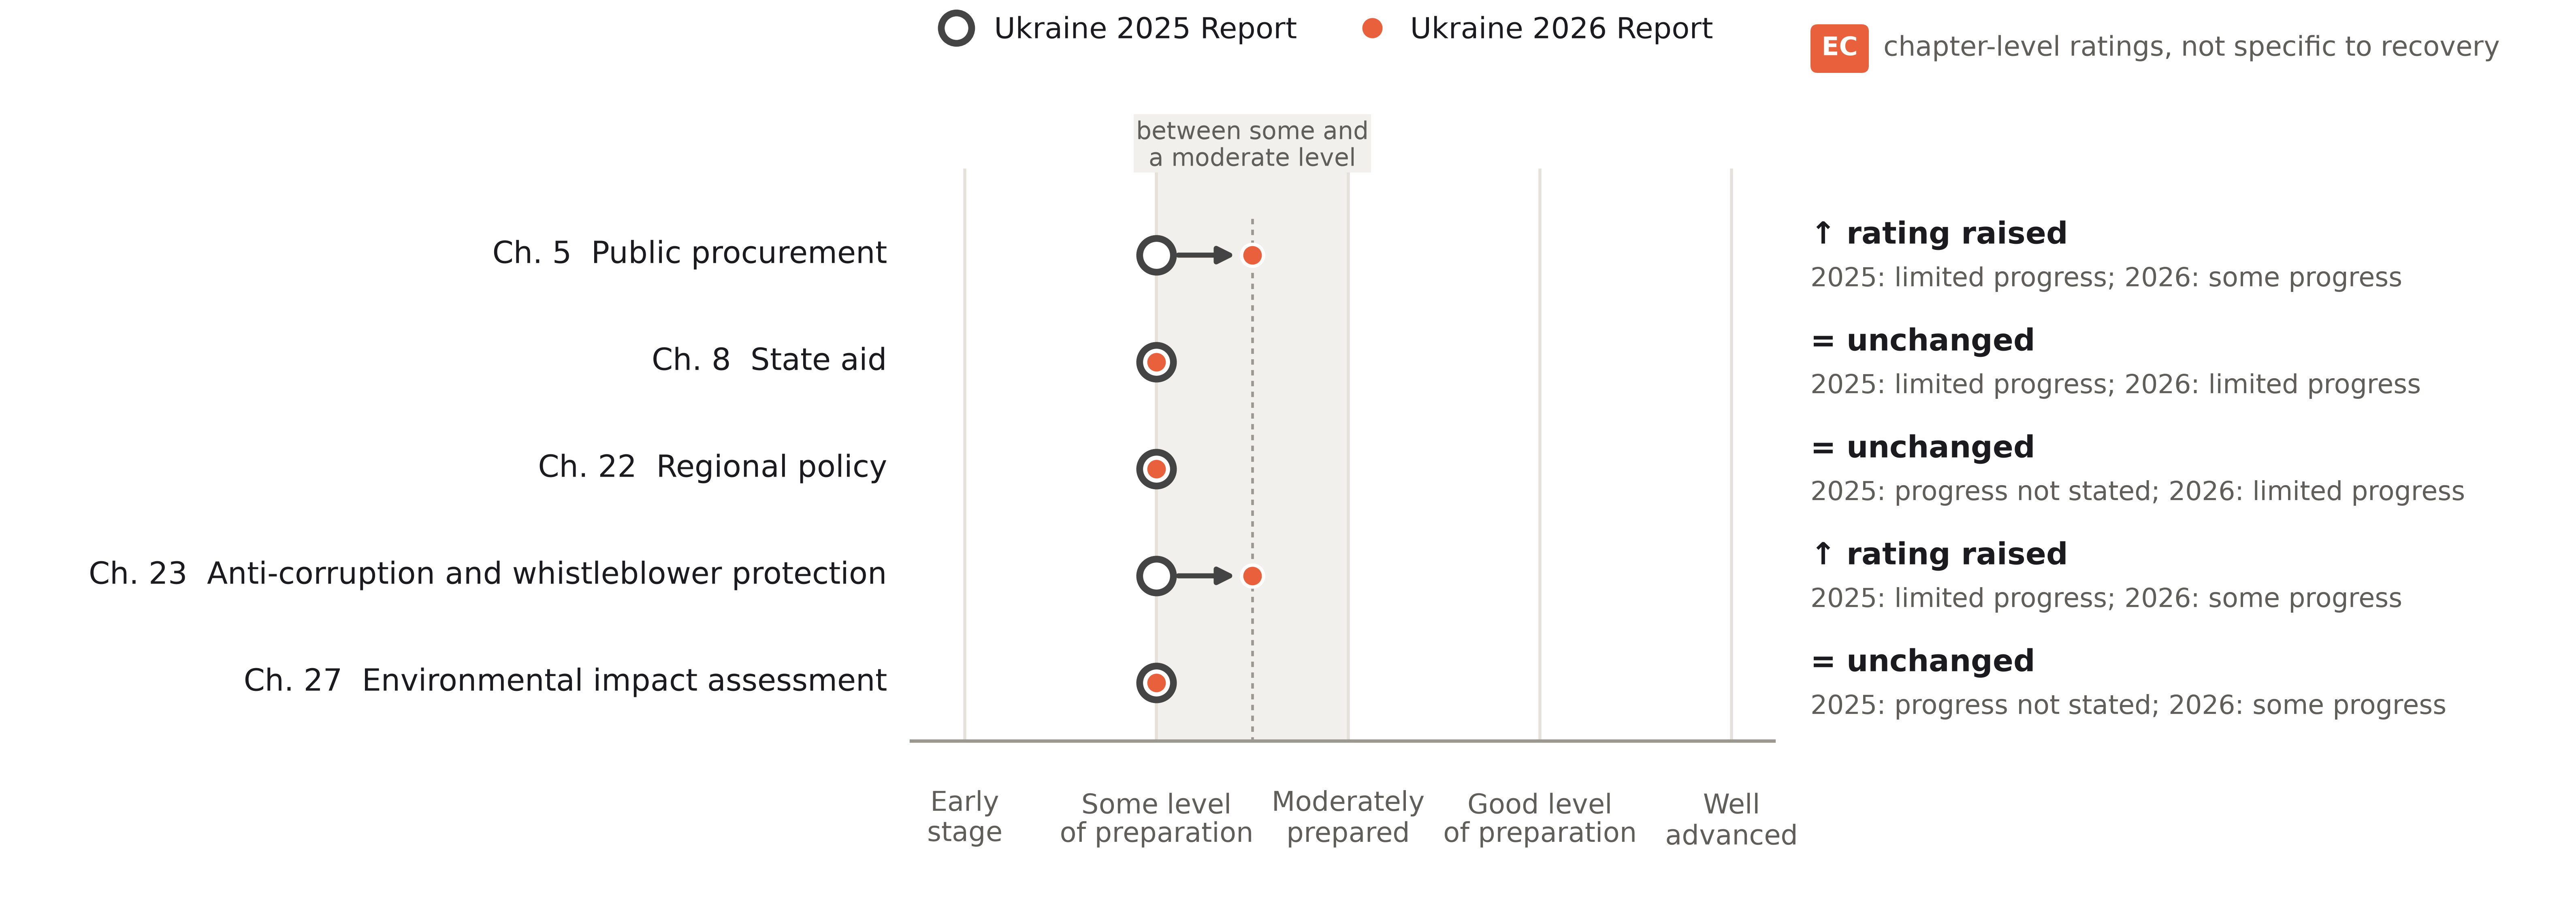 Ukraine 2025 Report
Ukraine 2026 Report
EC chapter-level ratings, not specific to recovery
between some and
a moderate level
Ch. 5 Public procurement
↑ rating raised
2025: limited progress; 2026: some progress
Ch. 8 State aid
= unchanged
2025: limited progress; 2026: limited progress
Ch. 22 Regional policy
= unchanged
2025: progress not stated; 2026: limited progress
Ch. 23 Anti-corruption and whistleblower protection
↑ rating raised
2025: limited progress; 2026: some progress
Ch. 27 Environmental impact assessment
= unchanged
2025: progress not stated; 2026: some progress
Early
stage
Some level
of preparation
Moderately
prepared
Good level
of preparation
Well
advanced